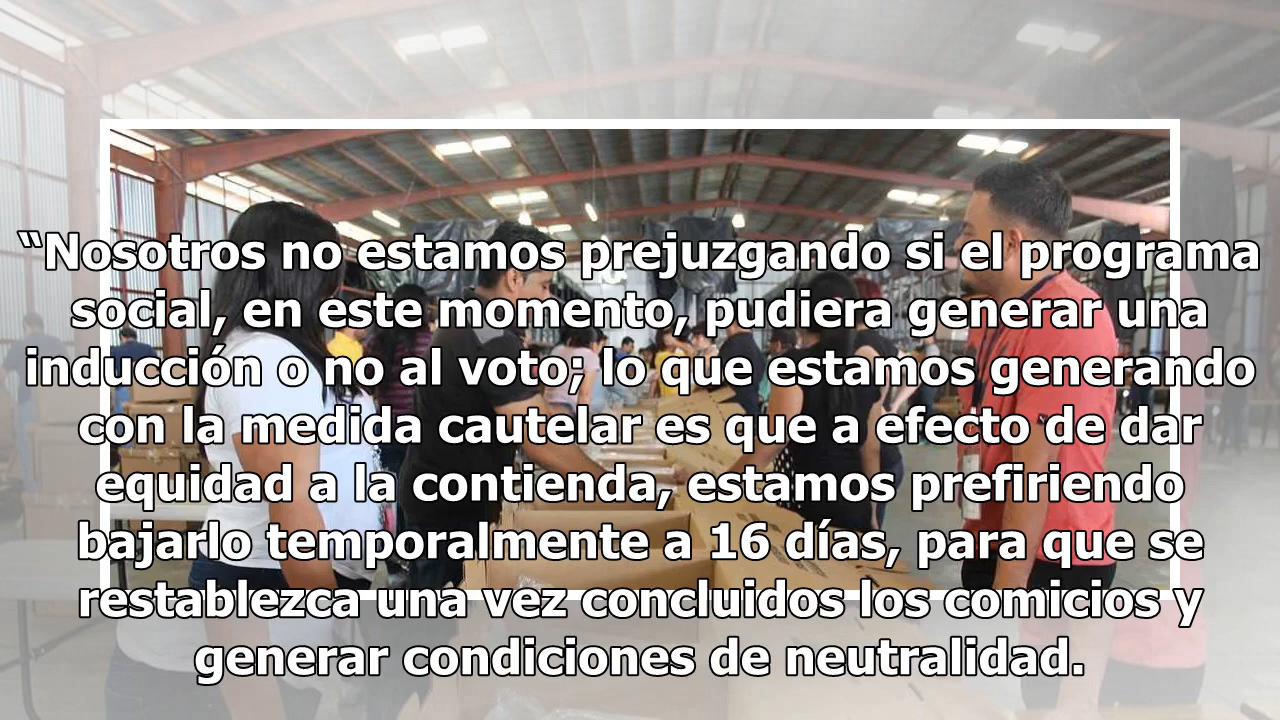 “Nosotros no estamos prejuzgando si el programa
social, en este momento, pudiera generar una
inducción o no al voto; lo que estamos generando
con la medida cautelar es que a efecto de dar
equidad a la contienda, estamos prefiriendo
bajarlo temporalmente a 16 días, para que se
restablezca una vez concluidos los comicios y
generar condiciones de neutralidad.